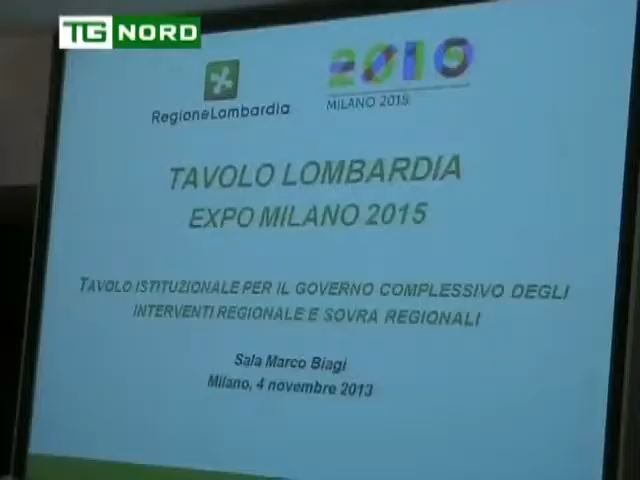 TG NORD
RegioneLombardia
MILANO 2015
TAVOLO LOMBARDIA
EXPO MILANO 2015
TAVOLO ISTITUZIONALE PER IL GOVERNO COMPLESSIVO DEGLI
INTERVENTI REGIONALE E SOVRA REGIONALI
Sala Marco Biagi
Milano, 4 novembre 2013